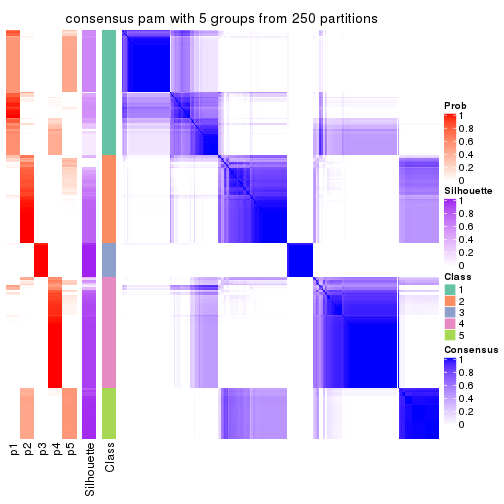 consensus pam with 5 groups from 250 partitions
Prob
1
0.8
0.6
0.4
0.2
0
Silhouette
1
0.8
0.6
0.4
0.2
0
Class
1
2
3
4
5
Consensus
1
0.8
0.6
0.4
0.2
0
p1
p2
p3
p4
p5
Silhouette
Class